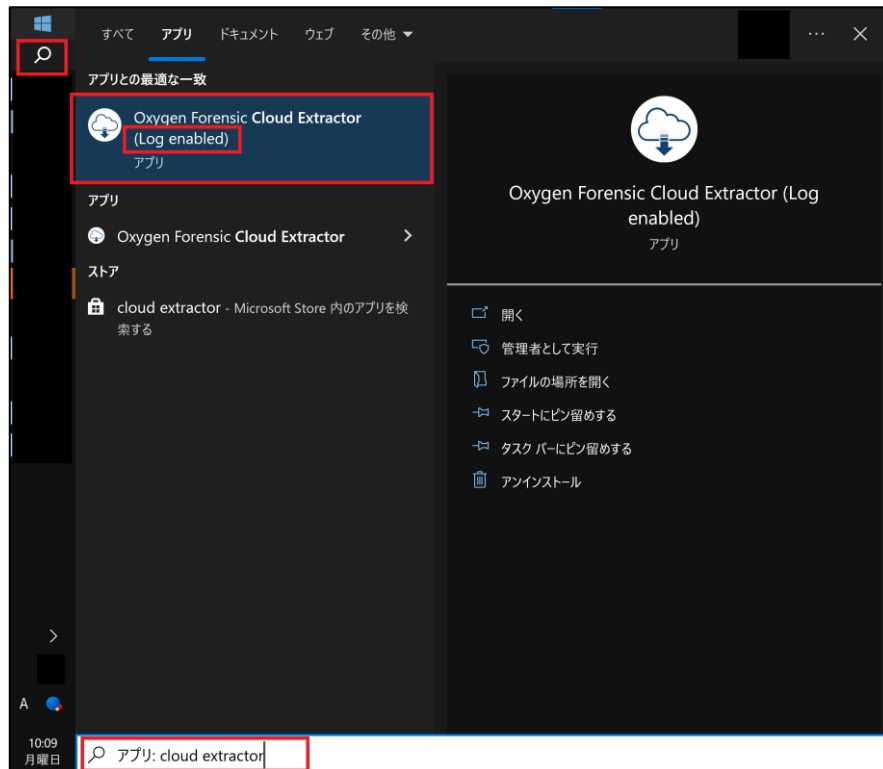 すべて アプリ ドキュメント ウェブ その他
アプリとの最適な一致
Oxygen Forensic Cloud Extractor
(Log enabled)
アプリ
アプリ
Oxygen Forensic Cloud Extractor
ストア
cloud extractor - Microsoft Store 内のアプリを検
索する
Oxygen Forensic Cloud Extractor (Log
enabled)
アプリ
開く
管理者として実行
ファイルの場所を開く
スタートにピン留めする
タスク バーにピン留めする
アンインストール
A
10:09
月曜日
アプリ: cloud extractor